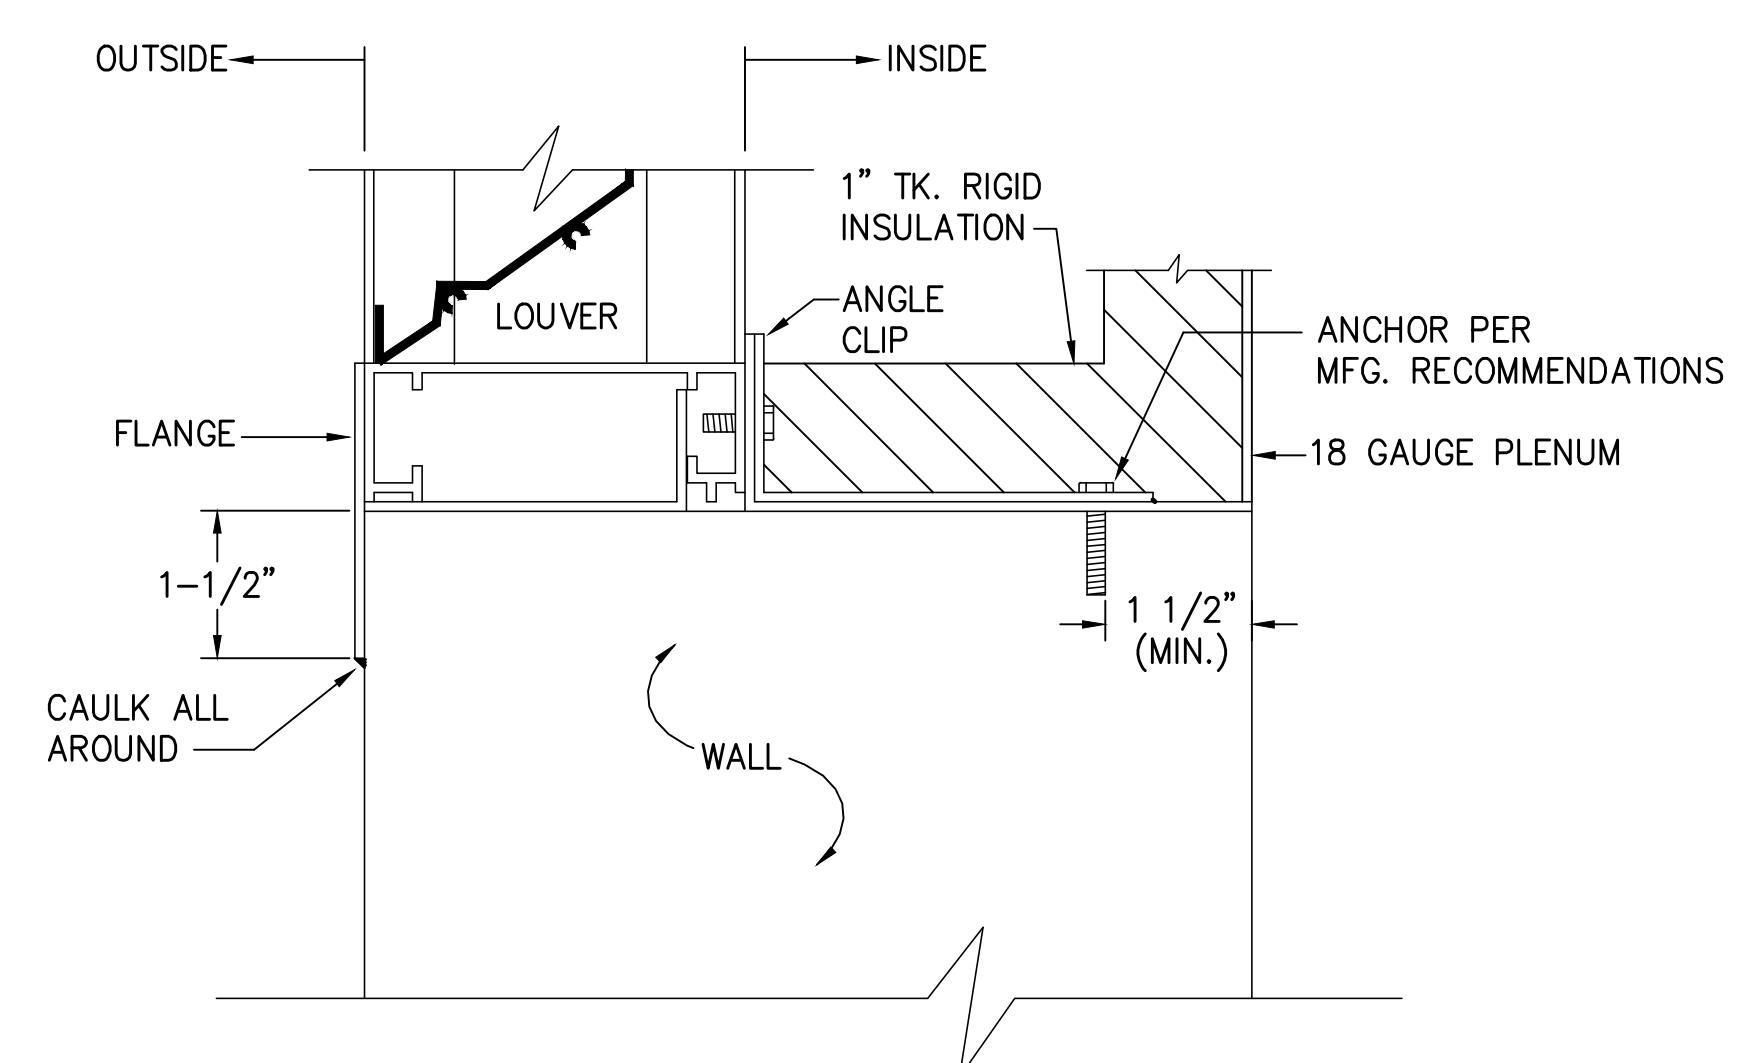 OUTSIDE
INSIDE
1” TK. RIGID
INSULATION
ANGLE
CLIP
LOUVER
ANCHOR PER
MFG. RECOMMENDATIONS
FLANGE
18 GAUGE PLENUM
1-1/2”
1 1/2”
(MIN.)
CAULK ALL
AROUND
WALL